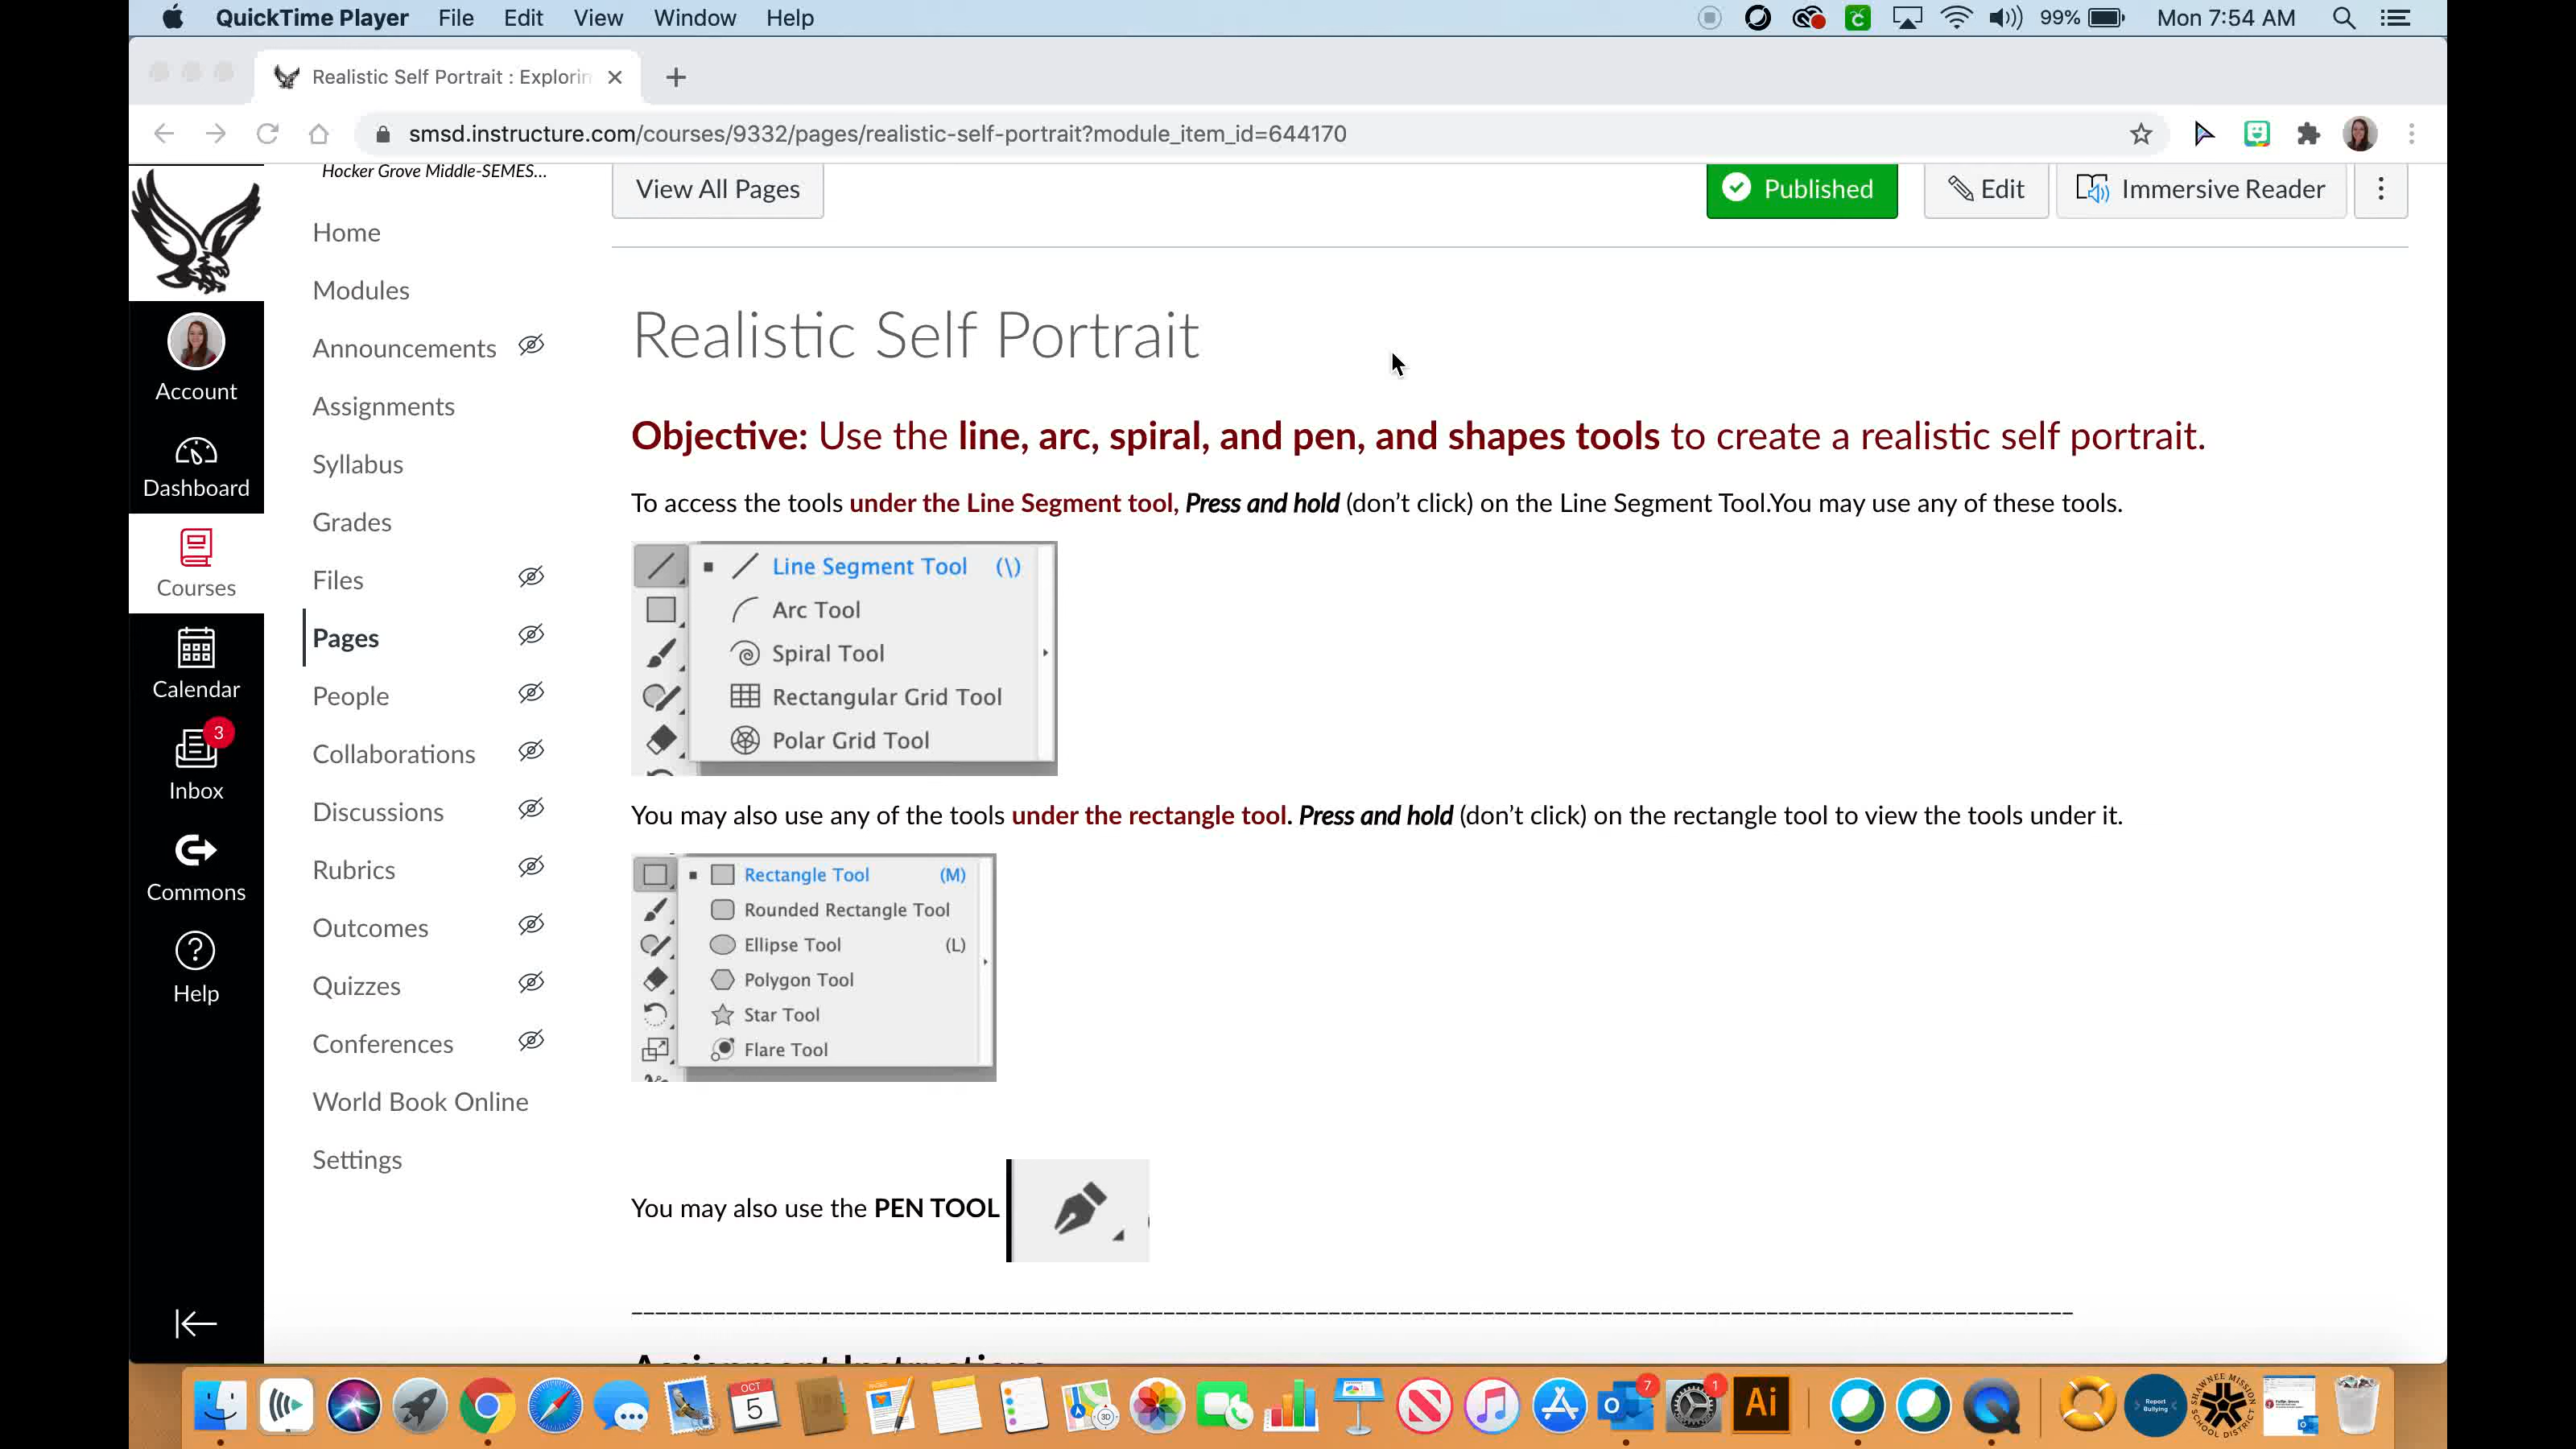 QuickTime Player File Edit View Window Help 99% Mon 7:54 AM
Realistic Self Portrait : Explorin
smsd.instructure.com/courses/9332/pages/realistic-self-portrait?module_item_id=644170
Hocker Grove Middle-SEMES...
View All Pages
Published
Edit
Immersive Reader
Account
Dashboard
Courses
Calendar
3
Inbox
Commons
Help
Home
Modules
Announcements
Assignments
Syllabus
Grades
Files
Pages
People
Collaborations
Discussions
Rubrics
Outcomes
Quizzes
Conferences
World Book Online
Settings
Realistic Self Portrait
Objective: Use the line, arc, spiral, and pen, and shapes tools to create a realistic self portrait.
To access the tools under the Line Segment tool, Press and hold (don't click) on the Line Segment Tool.You may use any of these tools.
Line Segment Tool (\)
Arc Tool
Spiral Tool
Rectangular Grid Tool
Polar Grid Tool
You may also use any of the tools under the rectangle tool. Press and hold (don't click) on the rectangle tool to view the tools under it.
Rectangle Tool (M)
Rounded Rectangle Tool
Ellipse Tool (L)
Polygon Tool
Star Tool
Flare Tool
You may also use the PEN TOOL
Assignment Instructions
OCT
5
3D
7
1
Ai
Report
Bullying
SHAWNEE MISSION
SCHOOL DISTRICT